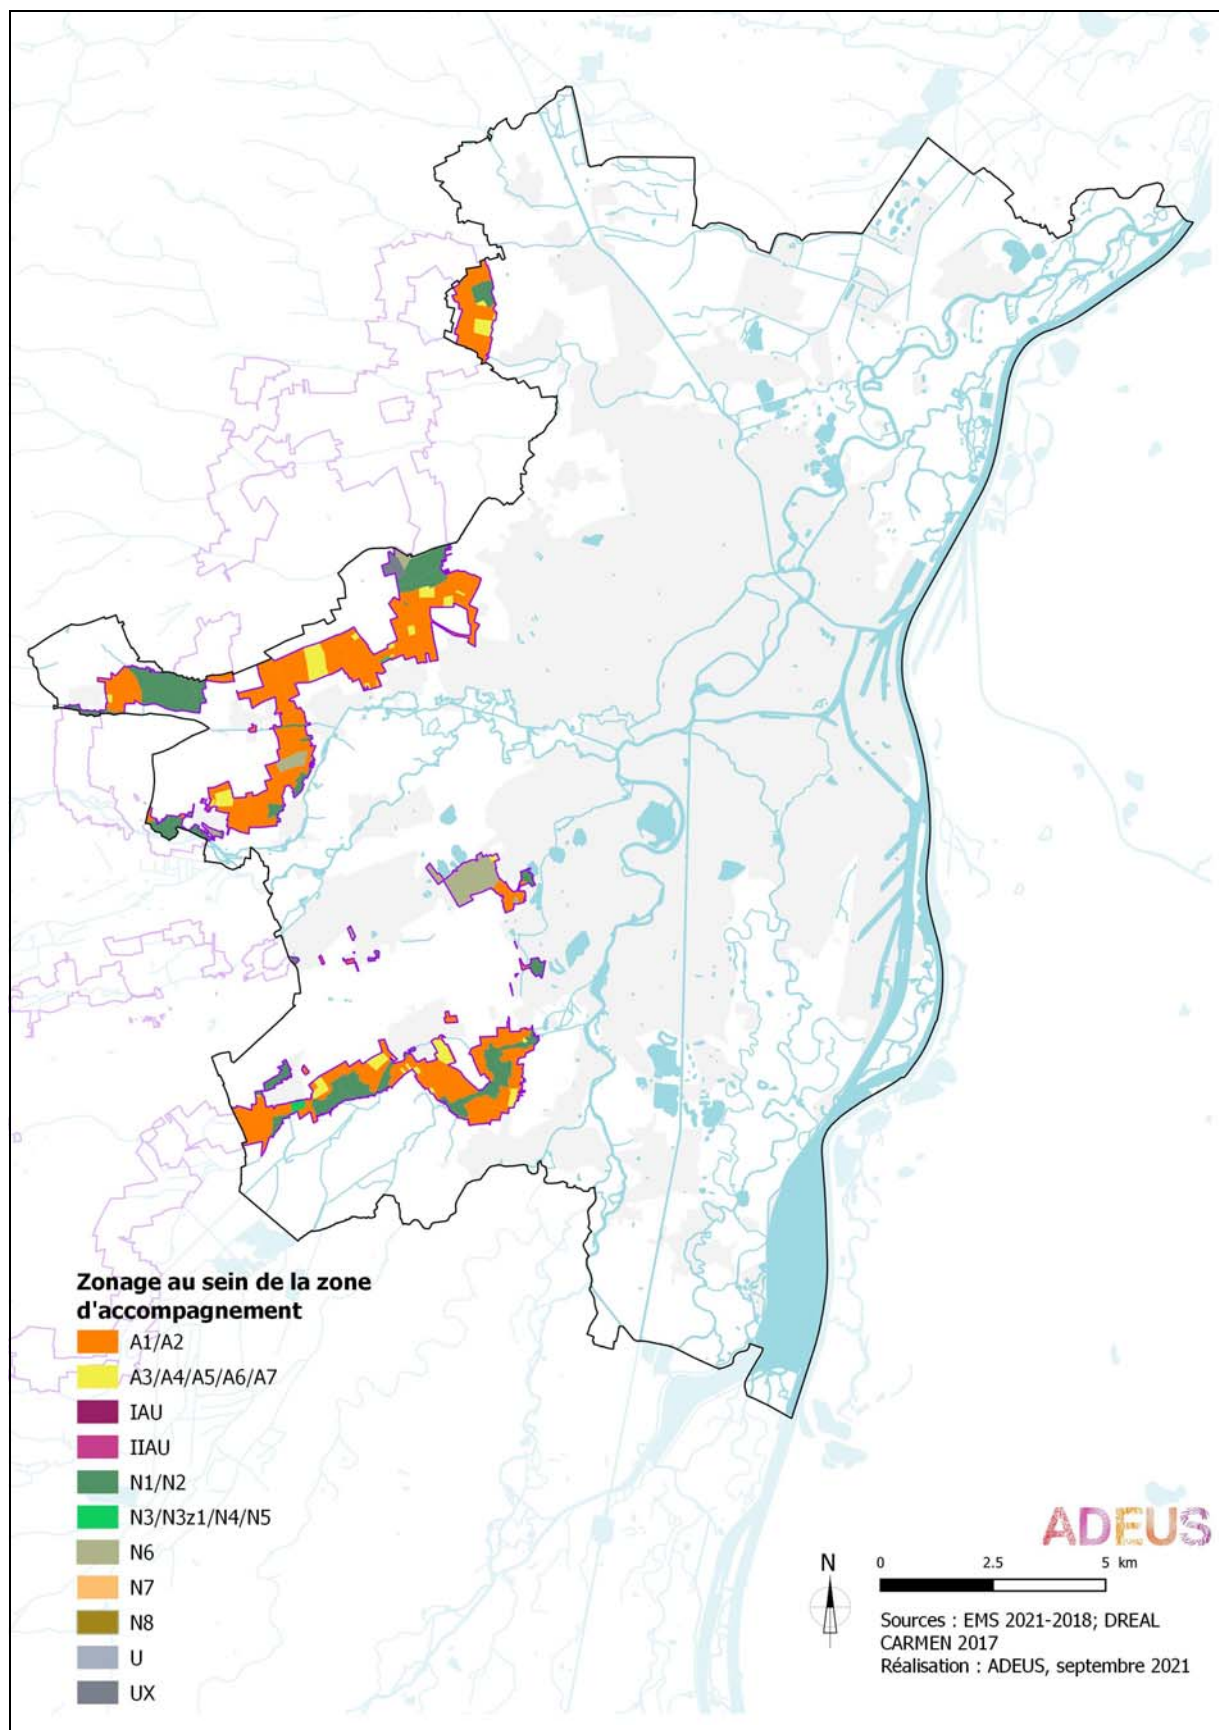 Zonage au sein de la zone
d'accompagnement
A1/A2
A3/A4/A5/A6/A7
IAU
IIAU
N1/N2
N3/N3z1/N4/N5
N6
N7
N8
U
UX
ADEUS
N
0 2.5 5 km
Sources : EMS 2021-2018; DREAL
CARMEN 2017
Réalisation : ADEUS, septembre 2021